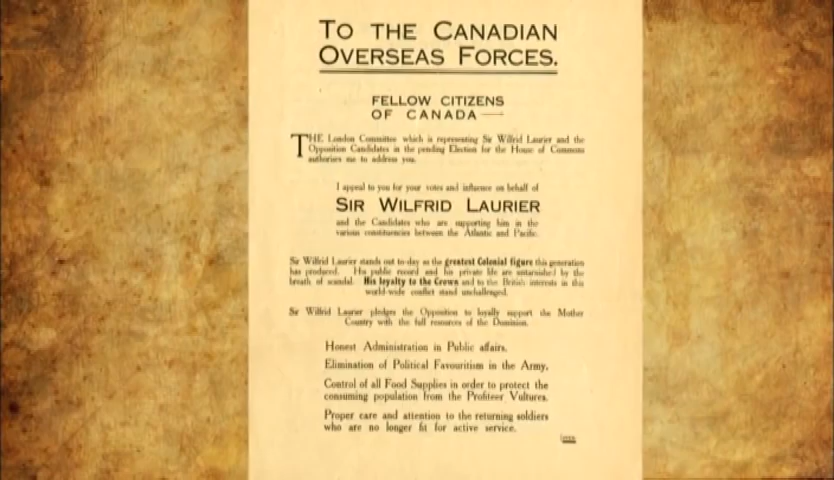 TO THE CANADIAN
OVERSEAS FORCES.
FELLOW CITIZENS
OF CANADA—
THE London Committee which is representing Sir Wilfrid Laurier and the
Opposition Candidates in the pending Election for the House of Commons
authorises me to address you.
I appeal to you for your votes and influence on behalf of
SIR WILFRID LAURIER
and the Candidates who are supporting him in the
various constituencies between the Atlantic and Pacific.
Sir Wilfrid Laurier stands out to-day as the greatest Colonial figure this generation
has produced. His public record and his private life are untarnished by the
breath of scandal. His loyalty to the Crown and to the British interests in this
world-wide conflict stand unchallenged.
Sir Wilfrid Laurier pledges the Opposition to loyally support the Mother
Country with the full resources of the Dominion.
Honest Administration in Public affairs.
Elimination of Political Favouritism in the Army.
Control of all Food Supplies in order to protect the
consuming population from the Profiteer Vultures.
Proper care and attention to the returning soldiers
who are no longer fit for active service.